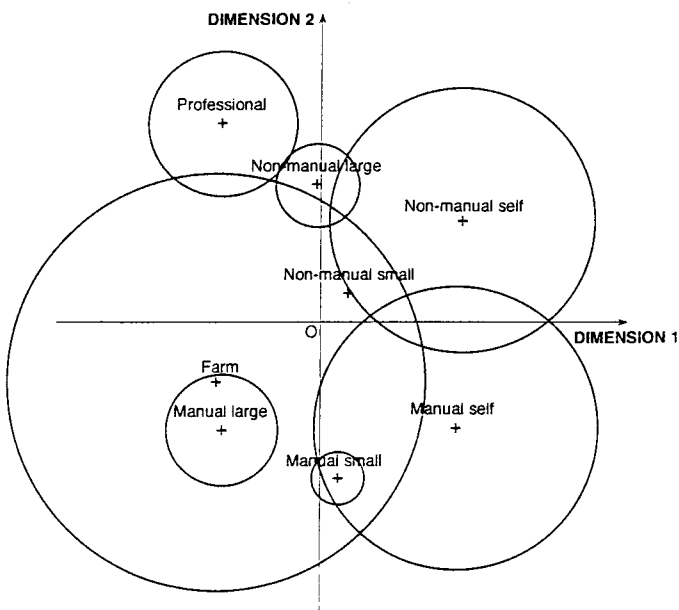 DIMENSION 2
Professional
Non-manual large
Non-manual self
Non-manual small
O
DIMENSION 1
Farm
Manual large
Manual self
Manual small